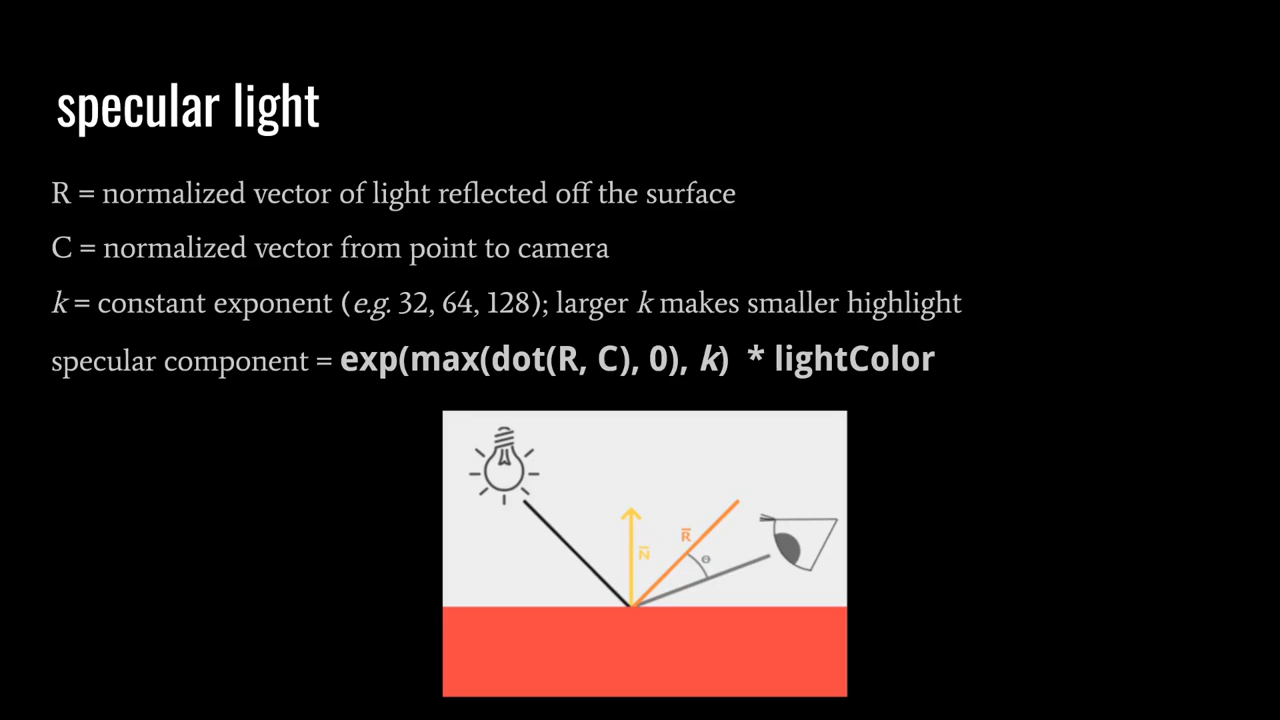 specular light
R = normalized vector of light reflected off the surface
C = normalized vector from point to camera
k = constant exponent (e.g. 32, 64, 128); larger k makes smaller highlight
specular component = exp(max(dot(R, C), 0), k) * lightColor
R̅
N̅
Θ